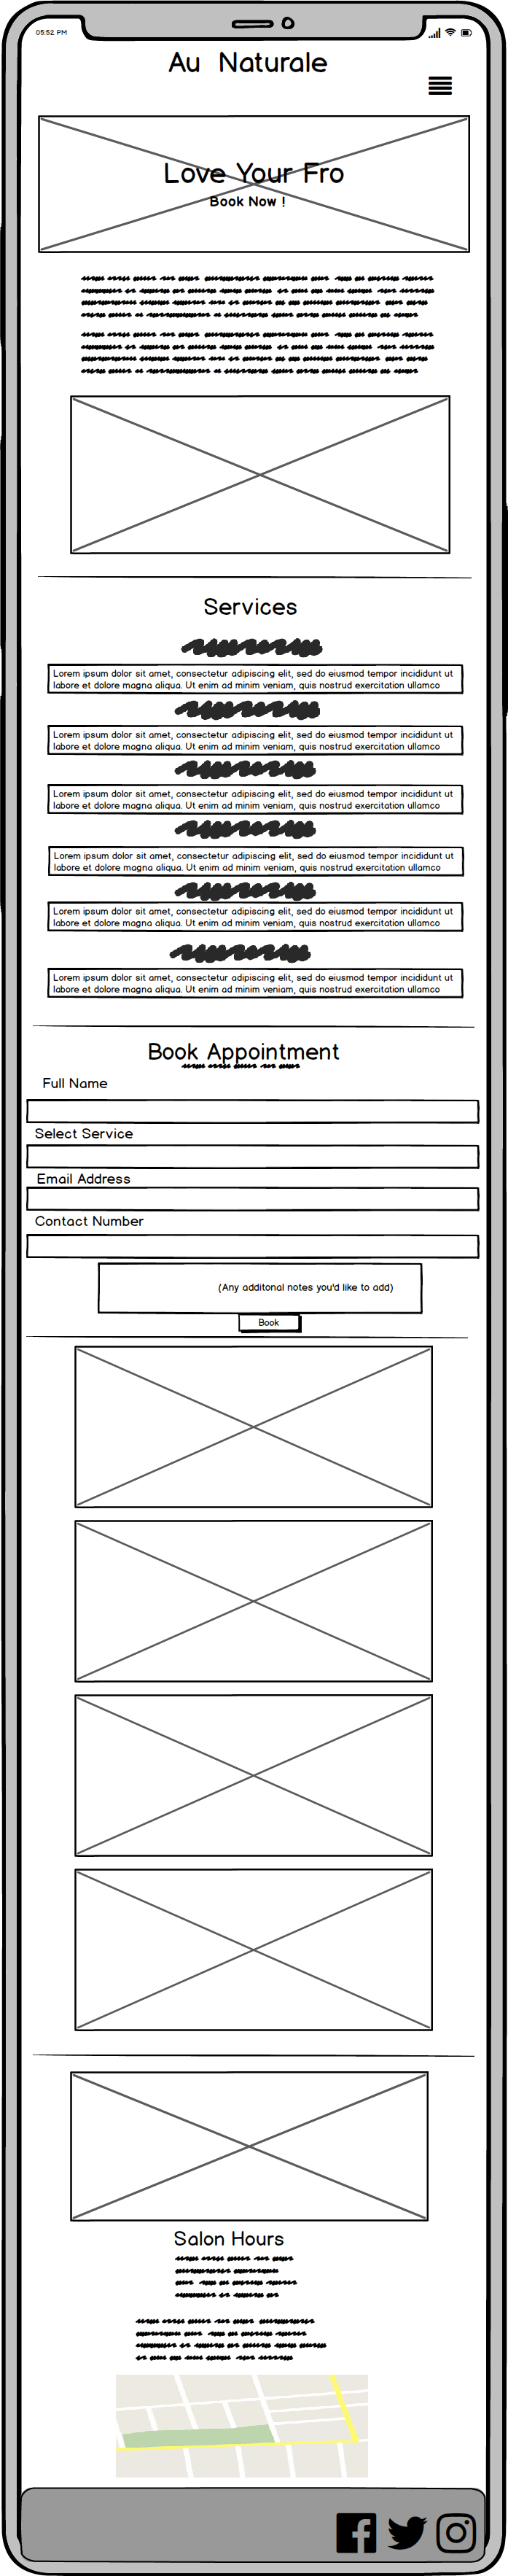 05:52 PM
Au Naturale
Love Your Fro
Book Now !
Services
Lorem ipsum dolor sit amet, consectetur adipiscing elit, sed do eiusmod tempor incididunt ut
labore et dolore magna aliqua. Ut enim ad minim veniam, quis nostrud exercitation ullamco
Lorem ipsum dolor sit amet, consectetur adipiscing elit, sed do eiusmod tempor incididunt ut
labore et dolore magna aliqua. Ut enim ad minim veniam, quis nostrud exercitation ullamco
Lorem ipsum dolor sit amet, consectetur adipiscing elit, sed do eiusmod tempor incididunt ut
labore et dolore magna aliqua. Ut enim ad minim veniam, quis nostrud exercitation ullamco
Lorem ipsum dolor sit amet, consectetur adipiscing elit, sed do eiusmod tempor incididunt ut
labore et dolore magna aliqua. Ut enim ad minim veniam, quis nostrud exercitation ullamco
Lorem ipsum dolor sit amet, consectetur adipiscing elit, sed do eiusmod tempor incididunt ut
labore et dolore magna aliqua. Ut enim ad minim veniam, quis nostrud exercitation ullamco
Lorem ipsum dolor sit amet, consectetur adipiscing elit, sed do eiusmod tempor incididunt ut
labore et dolore magna aliqua. Ut enim ad minim veniam, quis nostrud exercitation ullamco
Book Appointment
Full Name
Select Service
Email Address
Contact Number
(Any additonal notes you'd like to add)
Book
Salon Hours